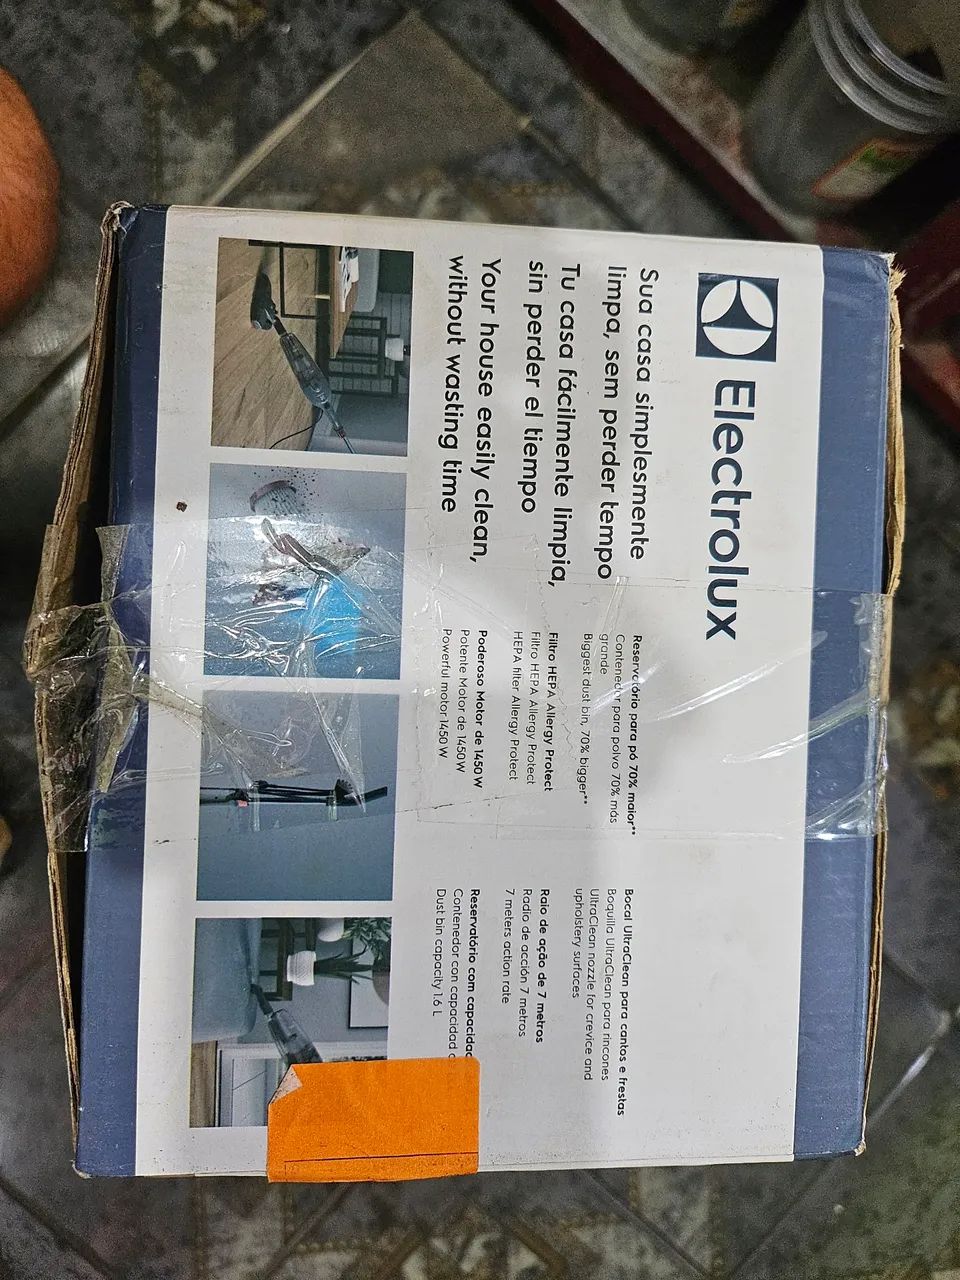 Electrolux
Sua casa simplesmente
limpa, sem perder tempo
Tu casa fácilmente limpia,
sin perder el tiempo
Your house easily clean,
without wasting time
Reservatório para pó 70% maior**
Contenedor para polvo 70% más
grande
Biggest dust bin, 70% bigger**
Filtro HEPA Allergy Protect
Filtro HEPA Allergy Protect
HEPA filter Allergy Protect
Poderoso Motor de 1450W
Potente Motor de 1450W
Powerful motor 1450W
Bocal UltraClean para cantos e frestas
Boquilla UltraClean para rincones
UltraClean nozzle for crevice and
upholstery surfaces
Raio de ação de 7 metros
Radio de acción 7 metros
7 meters action rate
Reservatório com capacidad
Contenedor con capacidad
Dust bin capacity 1.6 L